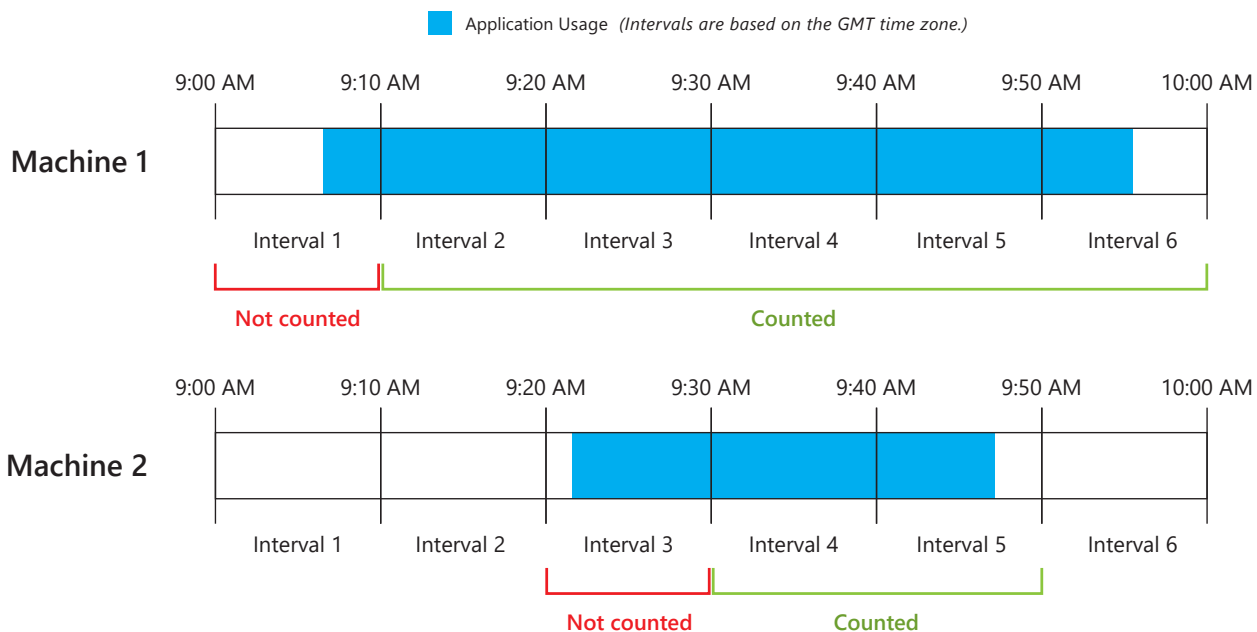 Application Usage (Intervals are based on the GMT time zone.)
9:00 AM 9:10 AM 9:20 AM 9:30 AM 9:40 AM 9:50 AM 10:00 AM
Machine 1
Interval 1 Interval 2 Interval 3 Interval 4 Interval 5 Interval 6
Not counted Counted
9:00 AM 9:10 AM 9:20 AM 9:30 AM 9:40 AM 9:50 AM 10:00 AM
Machine 2
Interval 1 Interval 2 Interval 3 Interval 4 Interval 5 Interval 6
Not counted Counted